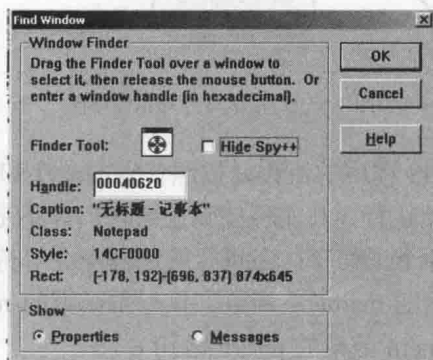 Find Window
Window Finder
Drag the Finder Tool over a window to
select it, then release the mouse button. Or
enter a window handle (in hexadecimal).
OK
Cancel
Help
Finder Tool:
Hide Spy++
Handle: 00040620
Caption: "无标题 - 记事本"
Class: Notepad
Style: 14CF0000
Rect: (-178, 192)-(696, 837) 874x645
Show
Properties
Messages